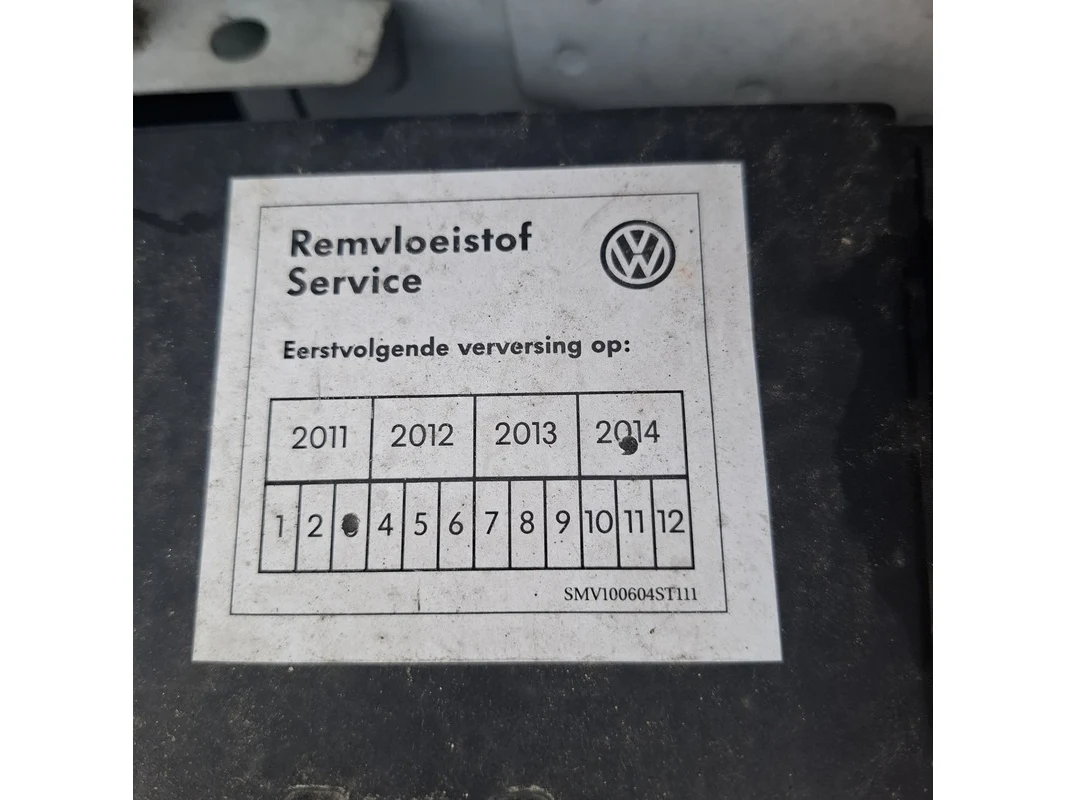 Remvloeistof
Service
Eerstvolgende verversing op:
2011 2012 2013 2014
1 2 4 5 6 7 8 9 10 11 12
SMV100604ST111